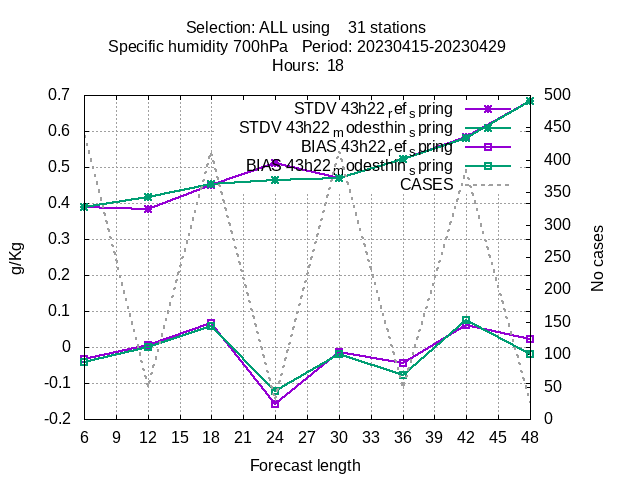 Selection: ALL using    31 stations
Specific humidity 700hPa   Period: 20230415-20230429
Hours:  18
0.7
0.6
0.5
0.4
0.3
0.2
0.1
0
-0.1
-0.2
g/Kg
STDV 43h22_ref_spring
STDV 43h22_modesthin_spring
BIAS 43h22_ref_spring
BIAS 43h22_modesthin_spring
CASES
500
450
400
350
300
250
200
150
100
50
0
No cases
6 9 12 15 18 21 24 27 30 33 36 39 42 45 48
Forecast length